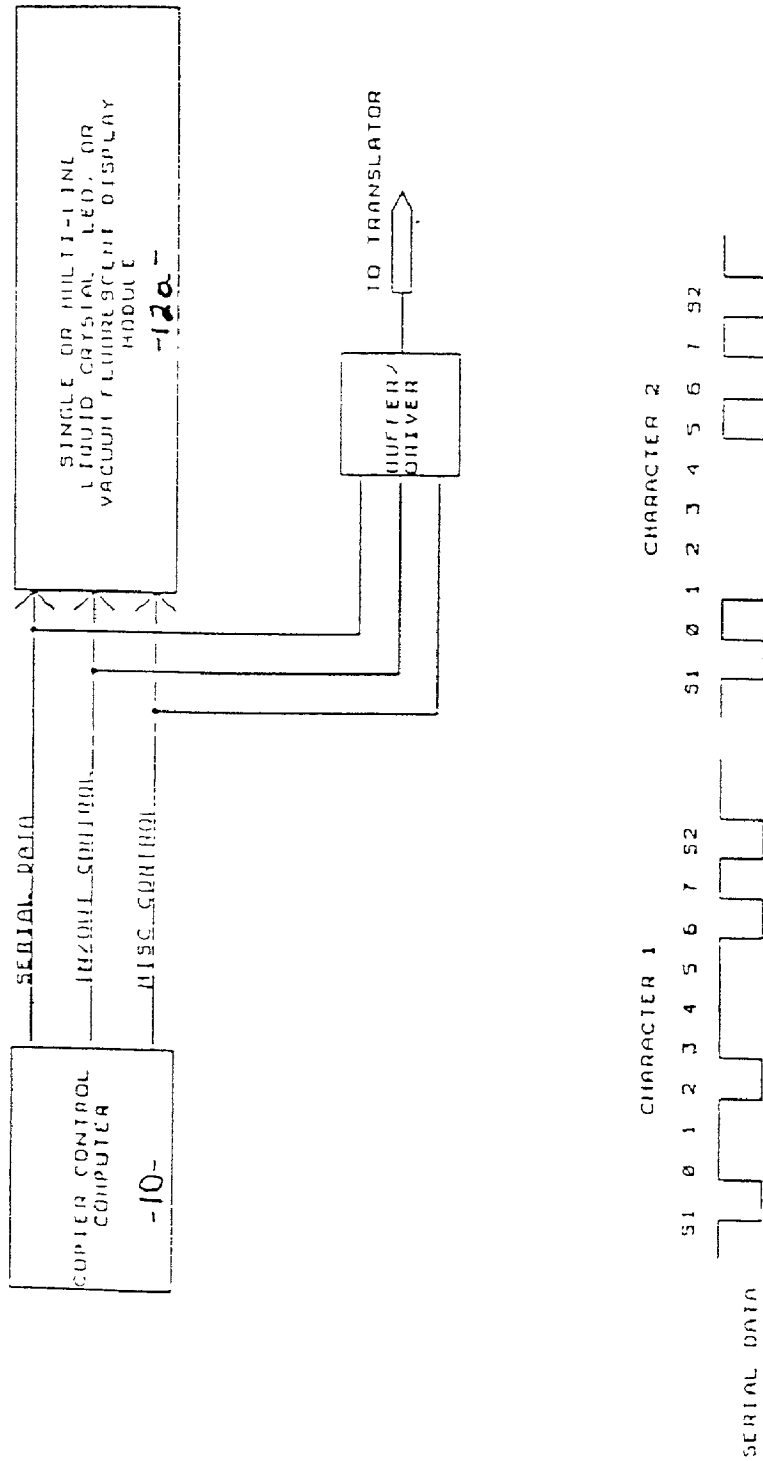 COPIER CONTROL
COMPUTER
-10-
SERIAL DATA
IN/OUT CONTROL
MISC CONTROL
SINGLE OR MULTI-LINE
LIQUID CRYSTAL LED, OR
VACUUM FLUORESCENT DISPLAY
MODULE
-12a-
BUFFER/
DRIVER
TO TRANSLATOR
CHARACTER 1
S1 0 1 2 3 4 5 6 7 S2
CHARACTER 2
S1 0 1 2 3 4 5 6 7 S2
SERIAL DATA